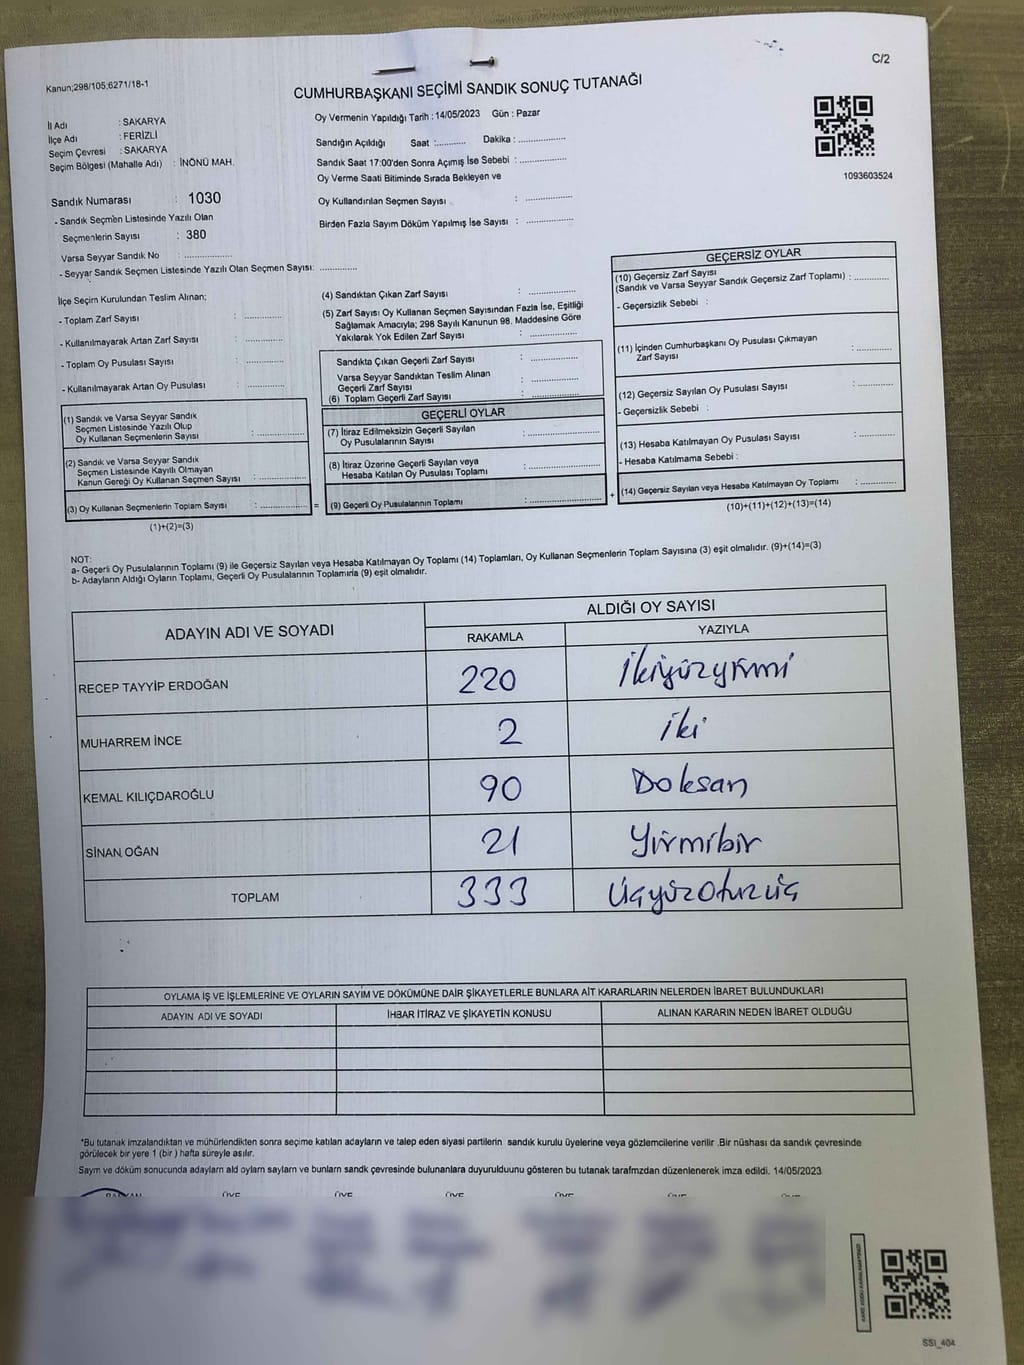 Kanun;298/105;6271/18-1
C/2
CUMHURBAŞKANI SEÇİMİ SANDIK SONUÇ TUTANAĞI
İl Adı : SAKARYA
İlçe Adı : FERİZLİ
Seçim Çevresi : SAKARYA
Seçim Bölgesi (Mahalle Adı) : İNÖNÜ MAH.
Sandık Numarası : 1030
- Sandık Seçmen Listesinde Yazılı Olan
Seçmenlerin Sayısı : 380
Varsa Seyyar Sandık No : ..............
- Seyyar Sandık Seçmen Listesinde Yazılı Olan Seçmen Sayısı: ............
Oy Vermenin Yapıldığı Tarih : 14/05/2023 Gün : Pazar
Sandığın Açıldığı Saat :.......... Dakika : ..............
Sandık Saat 17:00'den Sonra Açımış İse Sebebi : ..............
Oy Verme Saati Bitiminde Sırada Bekleyen ve
Oy Kullandırılan Seçmen Sayısı : ..............
Birden Fazla Sayım Döküm Yapılmış İse Sayısı : ..............
1093603524
İlçe Seçim Kurulundan Teslim Alınan;
- Toplam Zarf Sayısı : ............
- Kullanılmayarak Artan Zarf Sayısı : ............
- Toplam Oy Pusulası Sayısı : ............
- Kullanılmayarak Artan Oy Pusulası : ............
(1) Sandık ve Varsa Seyyar Sandık
Seçmen Listesinde Yazılı Olup
Oy Kullanan Seçmenlerin Sayısı : ..............
(2) Sandık ve Varsa Seyyar Sandık
Seçmen Listesinde Kayıllı Olmayan
Kanun Gereği Oy Kullanan Seçmen Sayısı : ..............
(3) Oy Kullanan Seçmenlerin Toplam Sayısı : ..............
(1)+(2)=(3)
=
(4) Sandıktan Çıkan Zarf Sayısı : ..............
(5) Zarf Sayısı Oy Kullanan Seçmen Sayısından Fazla İse, Eşitliği
Sağlamak Amacıyla; 298 Sayılı Kanunun 98. Maddesine Göre
Yakılarak Yok Edilen Zarf Sayısı : ..............
Sandıkta Çıkan Geçerli Zarf Sayısı : ..............
Varsa Seyyar Sandıktan Teslim Alınan
Geçerli Zarf Sayısı : ..............
(6) Toplam Geçerli Zarf Sayısı : ..............
GEÇERLİ OYLAR
(7) İtiraz Edilmeksizin Geçerli Sayılan
Oy Pusulalarının Sayısı : ..............
(8) İtiraz Üzerine Geçerli Sayılan veya
Hesaba Katılan Oy Pusulası Toplamı : ..............
(9) Geçerli Oy Pusulalarının Toplamı : ..............
+
GEÇERSİZ OYLAR
(10) Geçersiz Zarf Sayısı
(Sandık ve Varsa Seyyar Sandık Geçersiz Zarf Toplamı) : ............
- Geçersizlik Sebebi :
(11) İçinden Cumhurbaşkanı Oy Pusulası Çıkmayan
Zarf Sayısı : ............
(12) Geçersiz Sayılan Oy Pusulası Sayısı : ............
- Geçersizlik Sebebi :
(13) Hesaba Katılmayan Oy Pusulası Sayısı : ............
- Hesaba Katılmama Sebebi :
(14) Geçersiz Sayılan veya Hesaba Katılmayan Oy Toplamı : ............
(10)+(11)+(12)+(13)=(14)
NOT:
a- Geçerli Oy Pusulalarının Toplamı (9) ile Geçersiz Sayılan veya Hesaba Katılmayan Oy Toplamı (14) Toplamları, Oy Kullanan Seçmenlerin Toplam Sayısına (3) eşit olmalıdır. (9)+(14)=(3)
b- Adayların Aldığı Oyların Toplamı, Geçerli Oy Pusulalarının Toplamırla (9) eşit olmalıdır.
ADAYIN ADI VE SOYADI
ALDIĞI OY SAYISI
RAKAMLA YAZIYLA
RECEP TAYYİP ERDOĞAN 220 İkiyüzyirmi
MUHARREM İNCE 2 İki
KEMAL KILIÇDAROĞLU 90 Doksan
SİNAN OĞAN 21 Yirmibir
TOPLAM 333 Üçyüzotuzüç
OYLAMA İŞ VE İŞLEMLERİNE VE OYLARIN SAYIM VE DÖKÜMÜNE DAİR ŞİKAYETLERLE BUNLARA AİT KARARLARIN NELERDEN İBARET BULUNDUKLARI
ADAYIN ADI VE SOYADI İHBAR İTİRAZ VE ŞİKAYETİN KONUSU ALINAN KARARIN NEDEN İBARET OLDUĞU
*Bu tutanak imzalandıktan ve mühürlendikten sonra seçime katılan adayların ve talep eden siyasi partilerin sandık kurulu üyelerine veya gözlemcilerine verilir .Bir nüshası da sandık çevresinde
görülecek bir yere 1 (bir ) hafta süreyle asılır.
Sayım ve döküm sonucunda adayların ald oyların sayların ve bunların sandk çevresinde bulunanlara duyurulduunu gösteren bu tutanak tarafmzdan düzenlenerek imza edildi. 14/05/2023
BAŞKAN ÜYE ÜYE ÜYE ÜYE ÜYE ÜYE
SSI_404